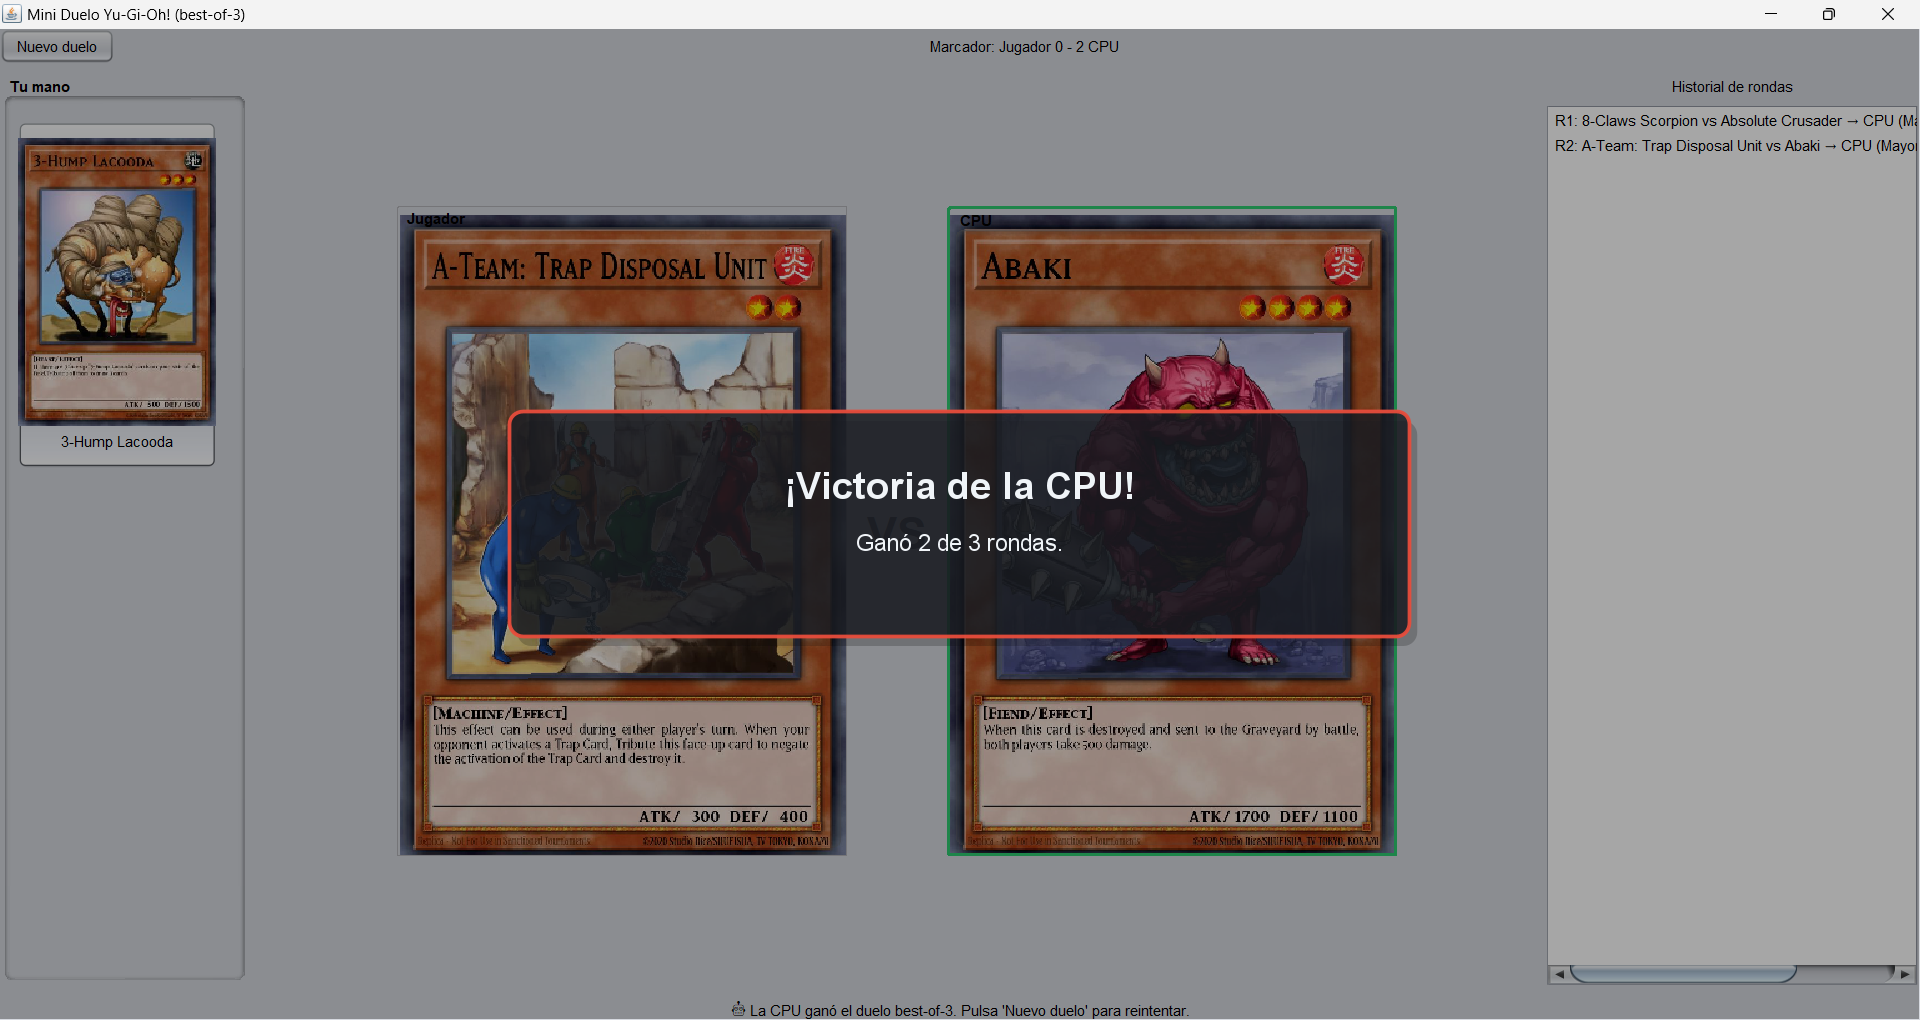 Mini Duelo Yu-Gi-Oh! (best-of-3)
Nuevo duelo
Marcador: Jugador 0 - 2 CPU
Tu mano
Historial de rondas
3-Hump Lacooda
ATK/ 500 DEF/ 1500
3-Hump Lacooda
Jugador
A-Team: Trap Disposal Unit
[Machine/Effect]
This effect can be used during either player's turn. When your
opponent activates a Trap Card, Tribute this face-up card to negate
the activation of the Trap Card and destroy it.
ATK/ 300 DEF/ 400
CPU
Abaki
[Fiend/Effect]
When this card is destroyed and sent to the Graveyard by battle,
both players take 500 damage.
ATK/1700 DEF/1100
VS
¡Victoria de la CPU!
Ganó 2 de 3 rondas.
R1: 8-Claws Scorpion vs Absolute Crusader → CPU (Ma
R2: A-Team: Trap Disposal Unit vs Abaki → CPU (Mayo
La CPU ganó el duelo best-of-3. Pulsa 'Nuevo duelo' para reintentar.